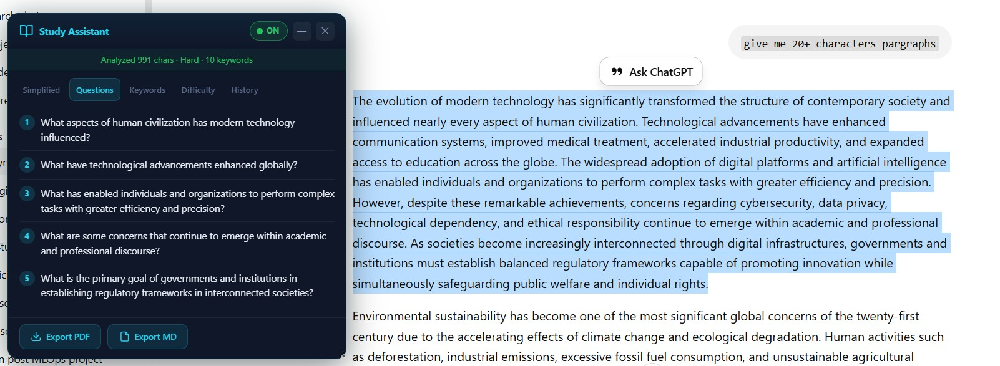 Study Assistant
ON
Analyzed 991 chars · Hard · 10 keywords
Simplified Questions Keywords Difficulty History
1 What aspects of human civilization has modern technology
influenced?
2 What have technological advancements enhanced globally?
3 What has enabled individuals and organizations to perform complex
tasks with greater efficiency and precision?
4 What are some concerns that continue to emerge within academic
and professional discourse?
5 What is the primary goal of governments and institutions in
establishing regulatory frameworks in interconnected societies?
Export PDF Export MD
post MLOps project
give me 20+ characters pargraphs
Ask ChatGPT
The evolution of modern technology has significantly transformed the structure of contemporary society and
influenced nearly every aspect of human civilization. Technological advancements have enhanced
communication systems, improved medical treatment, accelerated industrial productivity, and expanded
access to education across the globe. The widespread adoption of digital platforms and artificial intelligence
has enabled individuals and organizations to perform complex tasks with greater efficiency and precision.
However, despite these remarkable achievements, concerns regarding cybersecurity, data privacy,
technological dependency, and ethical responsibility continue to emerge within academic and professional
discourse. As societies become increasingly interconnected through digital infrastructures, governments and
institutions must establish balanced regulatory frameworks capable of promoting innovation while
simultaneously safeguarding public welfare and individual rights.
Environmental sustainability has become one of the most significant global concerns of the twenty-first
century due to the accelerating effects of climate change and ecological degradation. Human activities such
as deforestation, industrial emissions, excessive fossil fuel consumption, and unsustainable agricultural